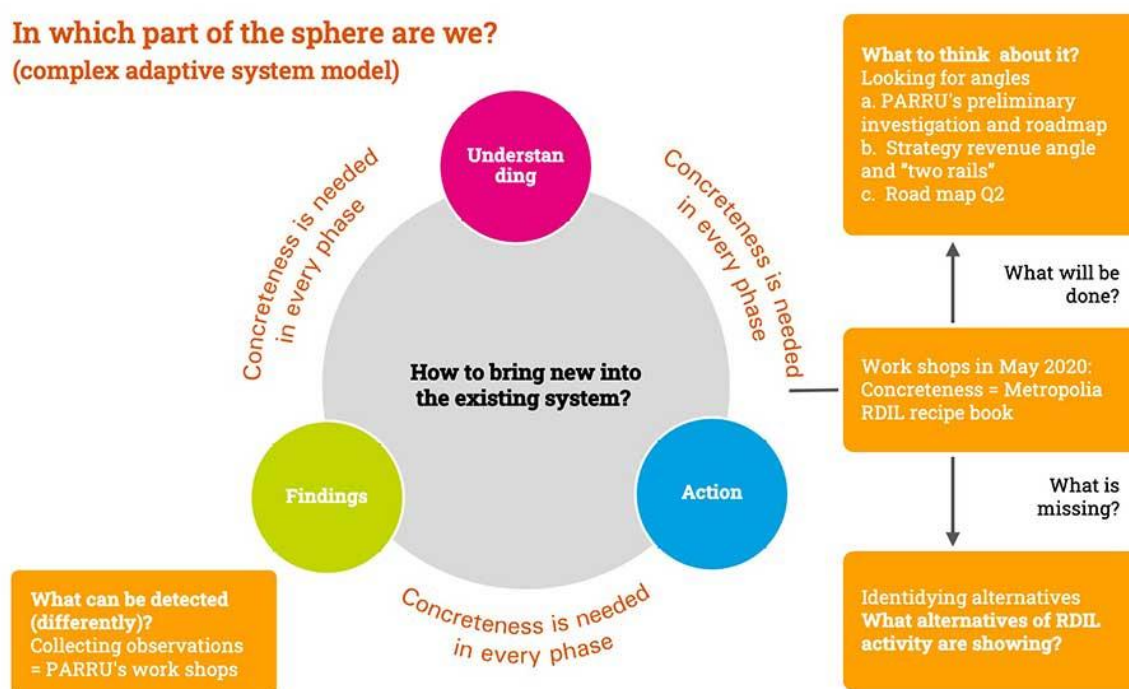 In which part of the sphere are we?
(complex adaptive system model)
Understan
ding
Concreteness is needed
in every phase
Concreteness is needed
in every phase
How to bring new into
the existing system?
Findings
Action
Concreteness is needed
in every phase
What can be detected
(differently)?
Collecting observations
= PARRU's work shops
What to think about it?
Looking for angles
a. PARRU's preliminary
investigation and roadmap
b. Strategy revenue angle
and "two rails"
c. Road map Q2
What will be
done?
Work shops in May 2020:
Concreteness = Metropolia
RDIL recipe book
What is
missing?
Identidying alternatives
What alternatives of RDIL
activity are showing?